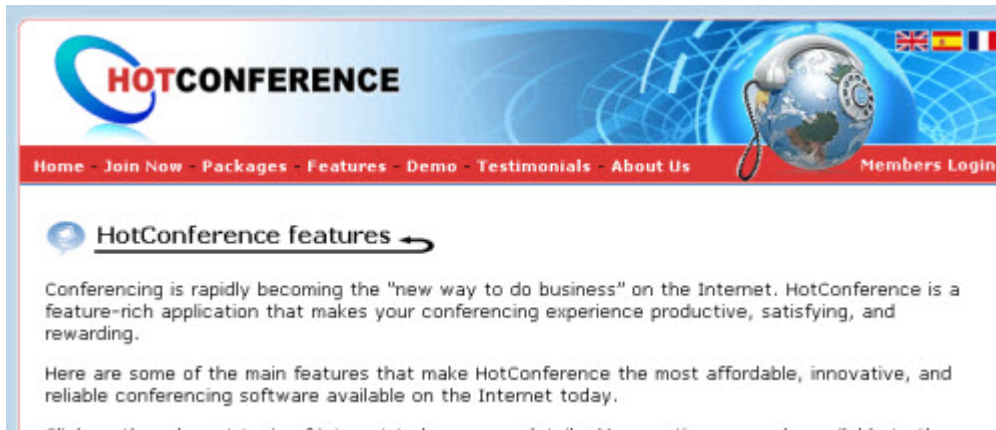 HOTCONFERENCE
Home - Join Now - Packages - Features - Demo - Testimonials - About Us
Members Login
HotConference features
Conferencing is rapidly becoming the "new way to do business" on the Internet. HotConference is a
feature-rich application that makes your conferencing experience productive, satisfying, and
rewarding.
Here are some of the main features that make HotConference the most affordable, innovative, and
reliable conferencing software available on the Internet today.